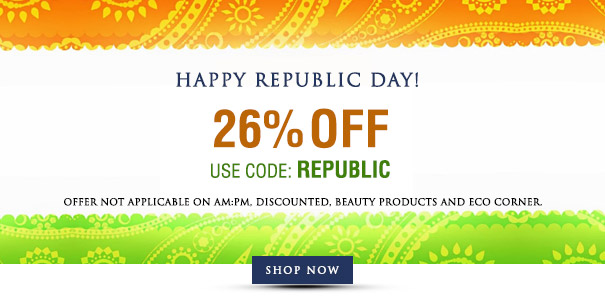 HAPPY REPUBLIC DAY!
26% OFF
USE CODE: REPUBLIC
OFFER NOT APPLICABLE ON AM:PM, DISCOUNTED, BEAUTY PRODUCTS AND ECO CORNER.
SHOP NOW